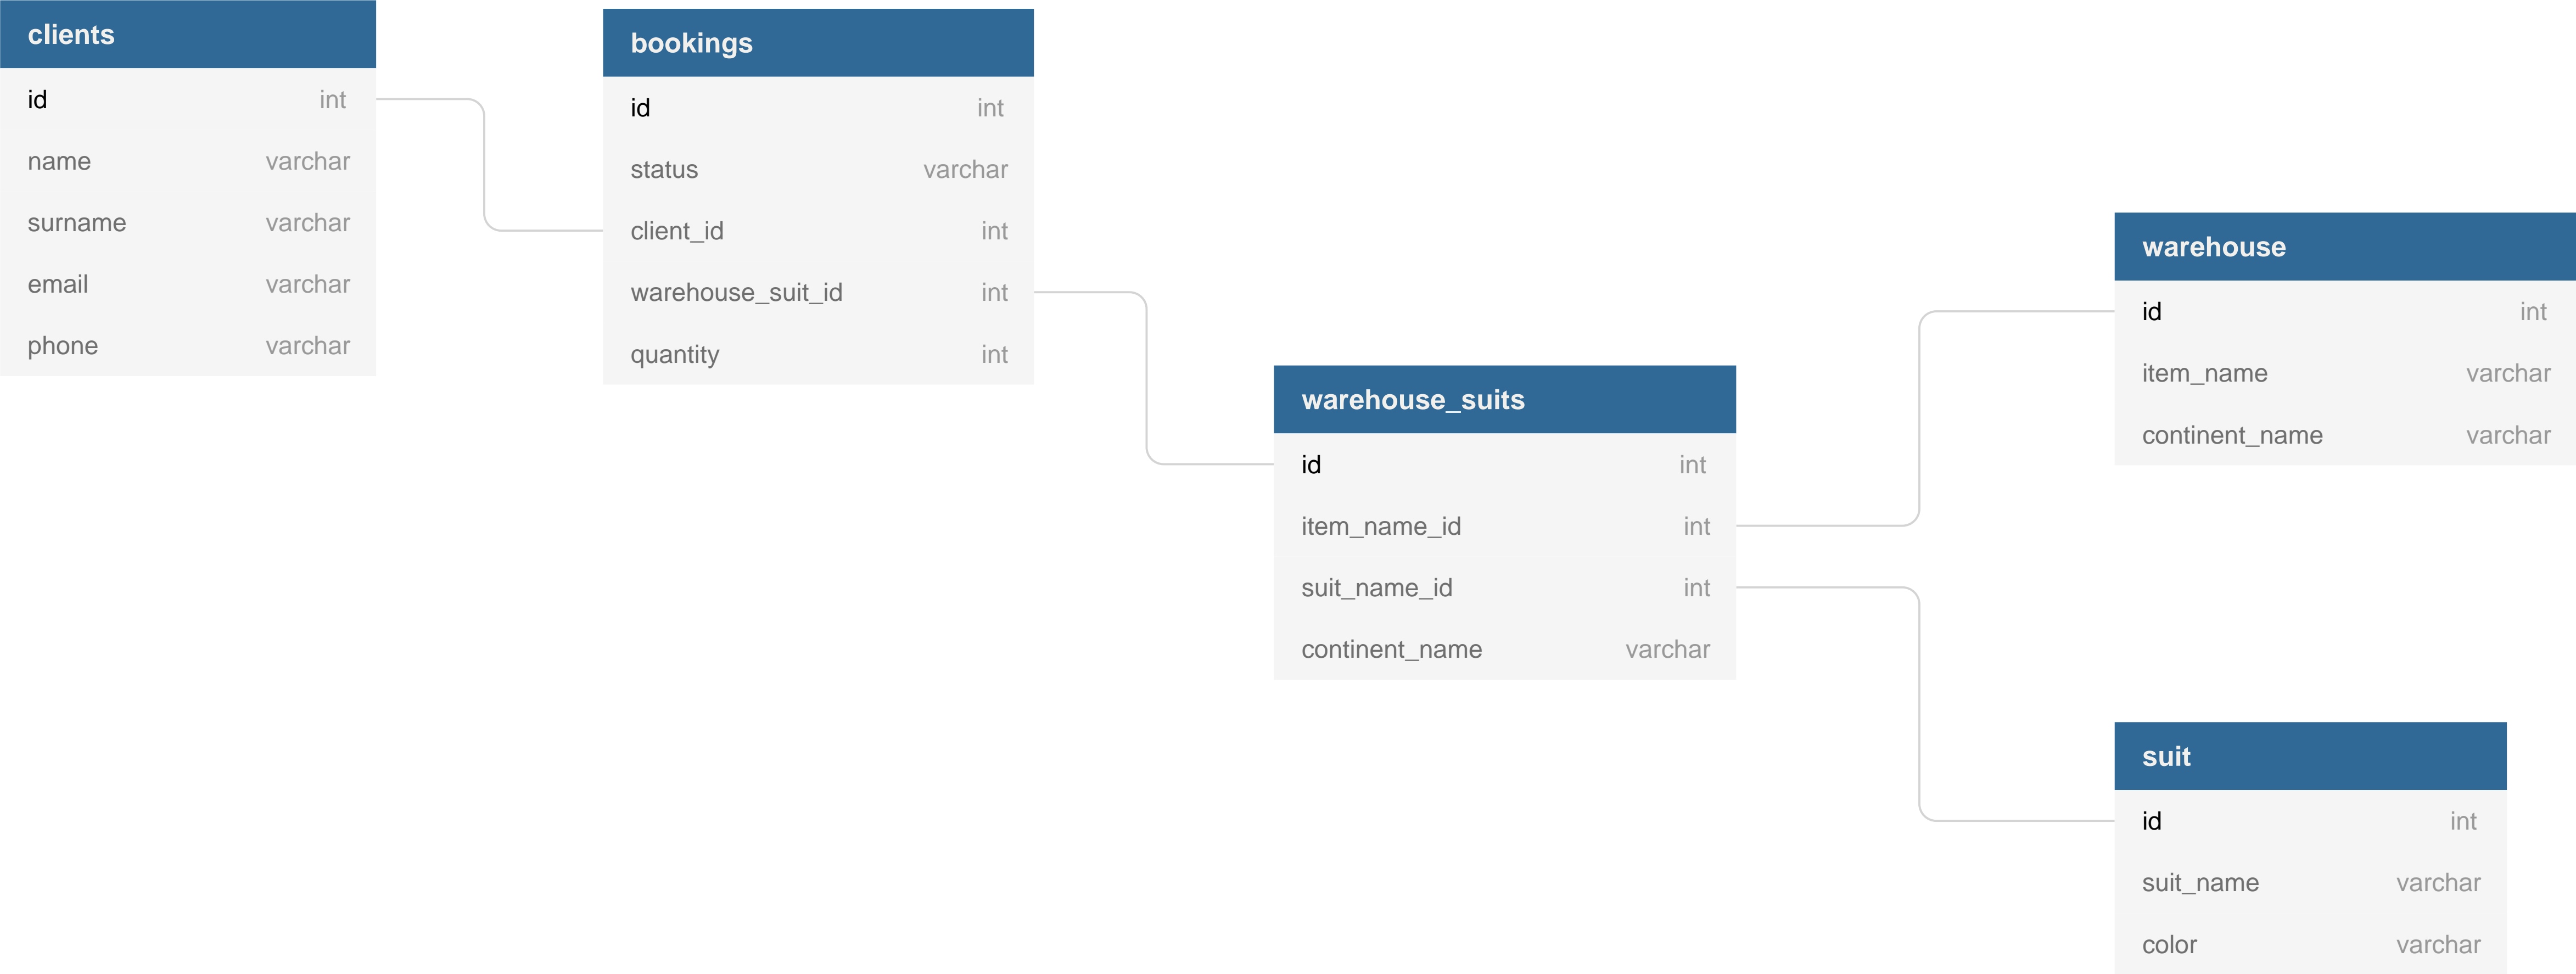 clients
id int
name varchar
surname varchar
email varchar
phone varchar
bookings
id int
status varchar
client_id int
warehouse_suit_id int
quantity int
warehouse_suits
id int
item_name_id int
suit_name_id int
continent_name varchar
warehouse
id int
item_name varchar
continent_name varchar
suit
id int
suit_name varchar
color varchar